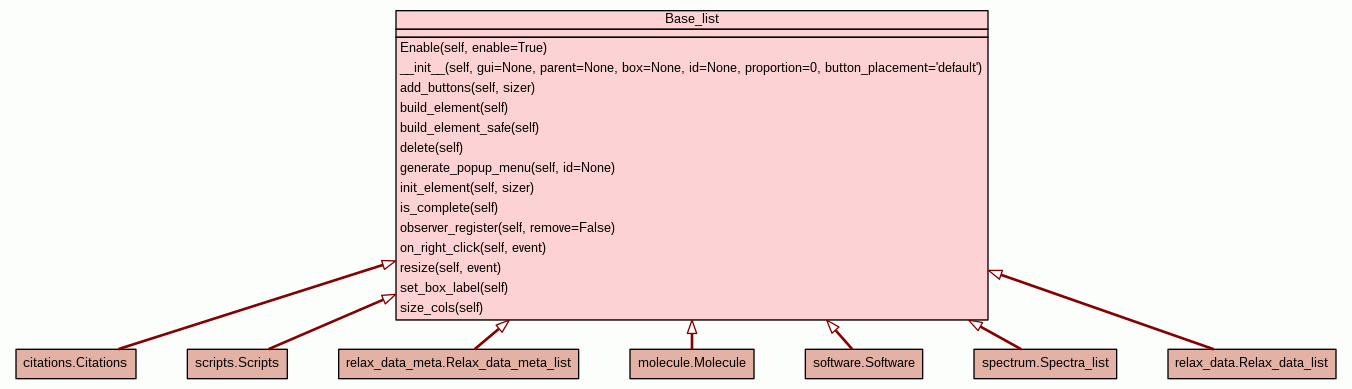 Base_list
Enable(self, enable=True)
__init__(self, gui=None, parent=None, box=None, id=None, proportion=0, button_placement='default')
add_buttons(self, sizer)
build_element(self)
build_element_safe(self)
delete(self)
generate_popup_menu(self, id=None)
init_element(self, sizer)
is_complete(self)
observer_register(self, remove=False)
on_right_click(self, event)
resize(self, event)
set_box_label(self)
size_cols(self)
citations.Citations
scripts.Scripts
relax_data_meta.Relax_data_meta_list
molecule.Molecule
software.Software
spectrum.Spectra_list
relax_data.Relax_data_list